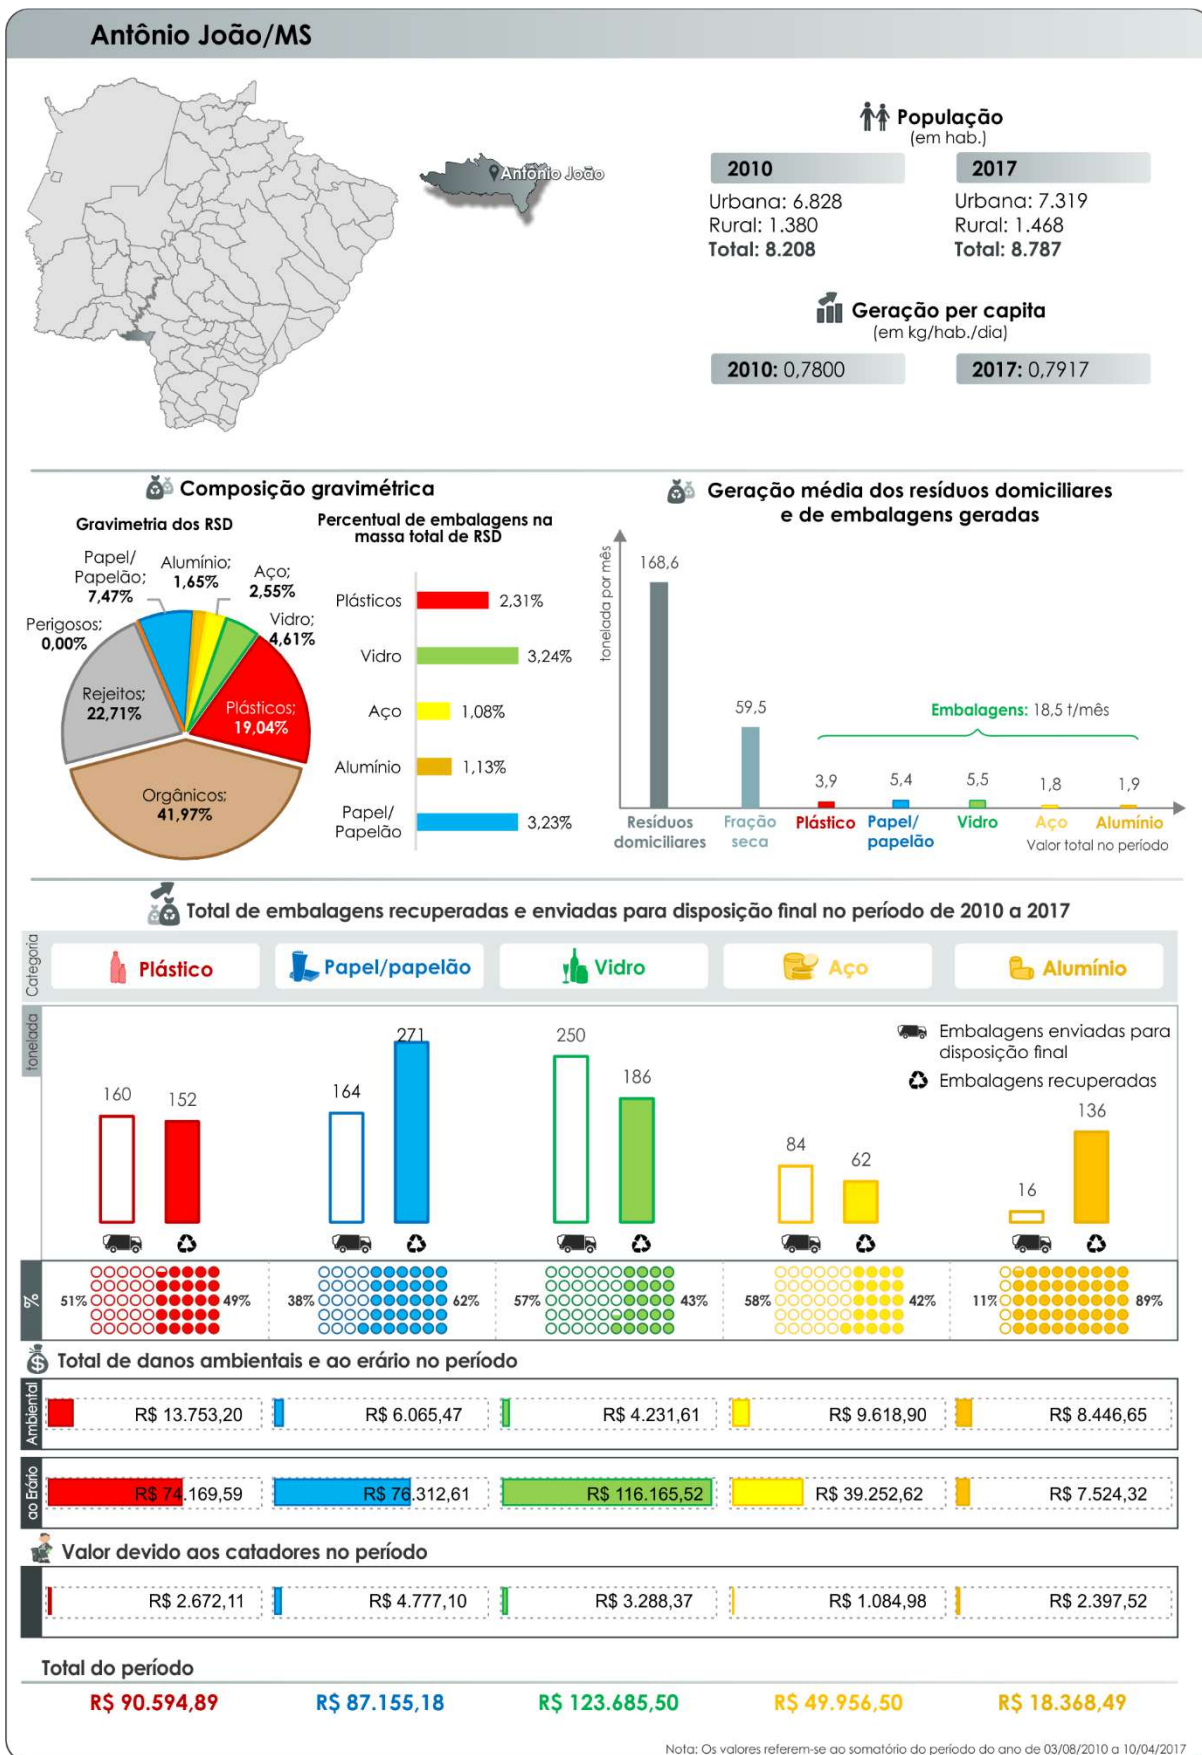 Antônio João/MS
Antônio João
População
(em hab.)
2010
2017
Urbana: 6.828
Rural: 1.380
Total: 8.208
Urbana: 7.319
Rural: 1.468
Total: 8.787
Geração per capita
(em kg/hab./dia)
2010: 0,7800
2017: 0,7917
Composição gravimétrica
Gravimetria dos RSD
Papel/
Papelão;
7,47%
Alumínio;
1,65%
Aço;
2,55%
Vidro;
4,61%
Perigosos;
0,00%
Rejeitos;
22,71%
Plásticos;
19,04%
Orgânicos;
41,97%
Percentual de embalagens na
massa total de RSD
Plásticos
2,31%
Vidro
3,24%
Aço
1,08%
Alumínio
1,13%
Papel/
Papelão
3,23%
Geração média dos resíduos domiciliares
e de embalagens geradas
tonelada por mês
168,6
59,5
Embalagens: 18,5 t/mês
3,9
5,4
5,5
1,8
1,9
Resíduos
domiciliares
Fração
seca
Plástico
Papel/
papelão
Vidro
Aço
Alumínio
Valor total no período
Total de embalagens recuperadas e enviadas para disposição final no período de 2010 a 2017
Categoria
Plástico
Papel/papelão
Vidro
Aço
Alumínio
tonelada
160
152
164
271
250
186
84
62
16
136
Embalagens enviadas para
disposição final
Embalagens recuperadas
%
51%
49%
38%
62%
57%
43%
58%
42%
11%
89%
Total de danos ambientais e ao erário no período
Ambiental
R$ 13.753,20
R$ 6.065,47
R$ 4.231,61
R$ 9.618,90
R$ 8.446,65
ao Erário
R$ 74.169,59
R$ 76.312,61
R$ 116.165,52
R$ 39.252,62
R$ 7.524,32
Valor devido aos catadores no período
R$ 2.672,11
R$ 4.777,10
R$ 3.288,37
R$ 1.084,98
R$ 2.397,52
Total do período
R$ 90.594,89
R$ 87.155,18
R$ 123.685,50
R$ 49.956,50
R$ 18.368,49
Nota: Os valores referem-se ao somatório do período do ano de 03/08/2010 a 10/04/2017